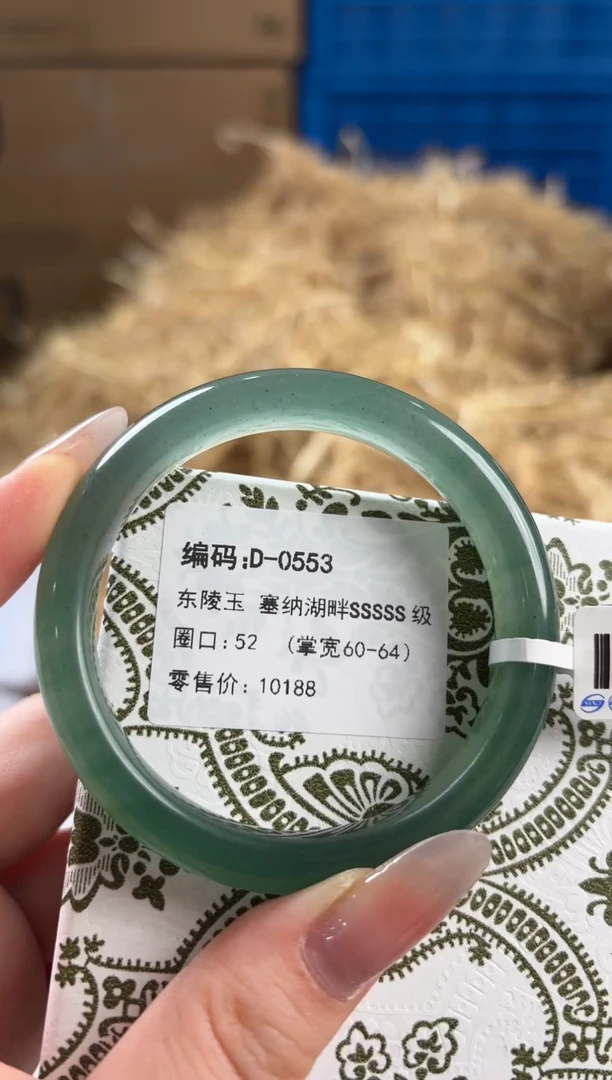 编码:D-0553
东陵玉 塞纳湖畔SSSSS 级
圈口:52 （掌宽60-64）
零售价: 10188